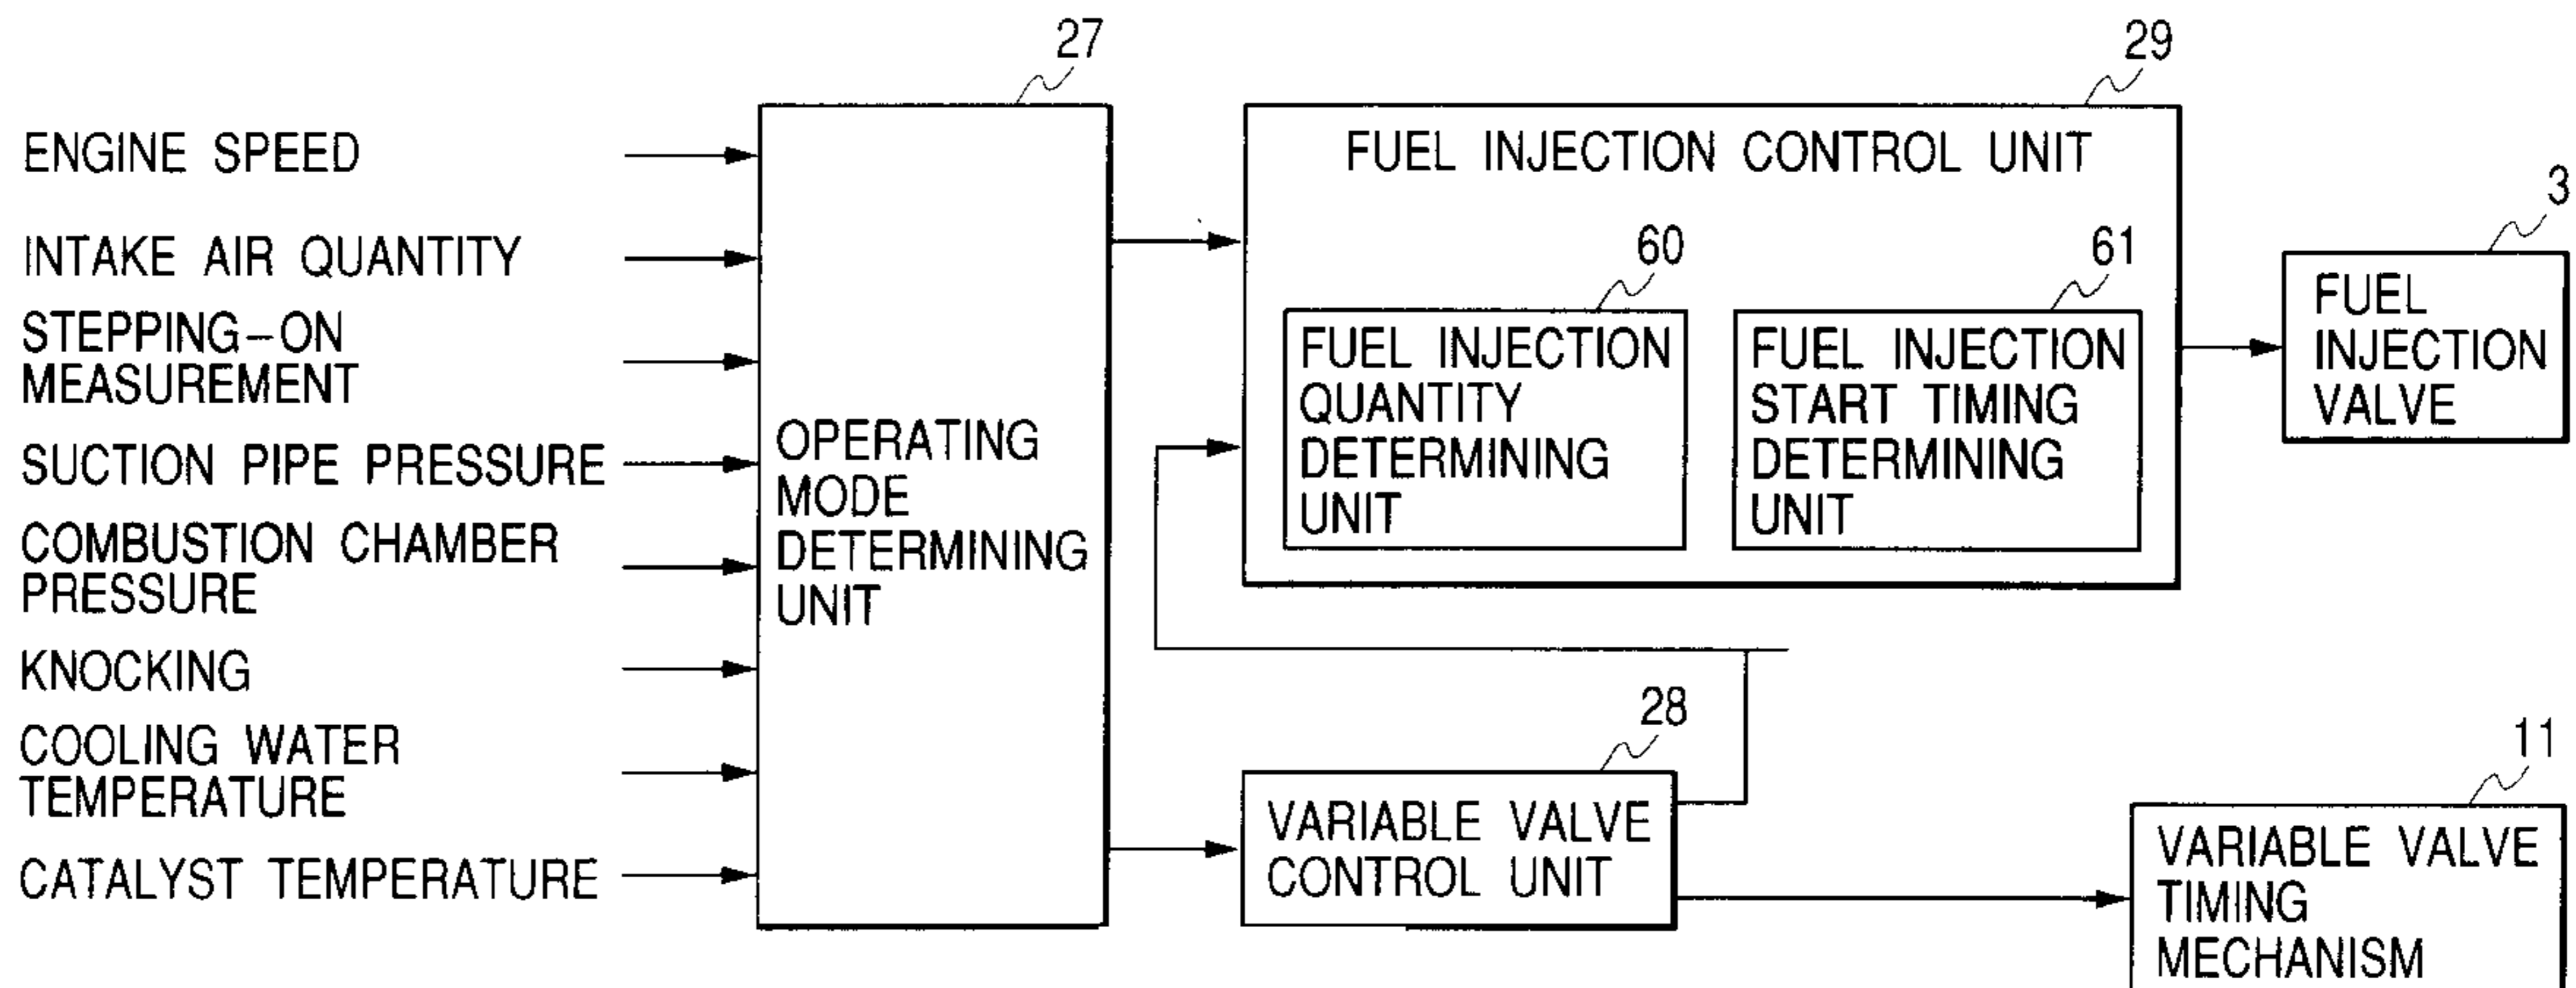 27
29
ENGINE SPEED
FUEL INJECTION CONTROL UNIT
3
INTAKE AIR QUANTITY
60
61
FUEL
INJECTION
VALVE
STEPPING-ON
MEASUREMENT
FUEL INJECTION
QUANTITY
DETERMINING
UNIT
FUEL INJECTION
START TIMING
DETERMINING
UNIT
SUCTION PIPE PRESSURE
OPERATING
MODE
DETERMINING
UNIT
COMBUSTION CHAMBER
PRESSURE
KNOCKING
28
11
COOLING WATER
TEMPERATURE
VARIABLE VALVE
CONTROL UNIT
VARIABLE VALVE
TIMING
MECHANISM
CATALYST TEMPERATURE